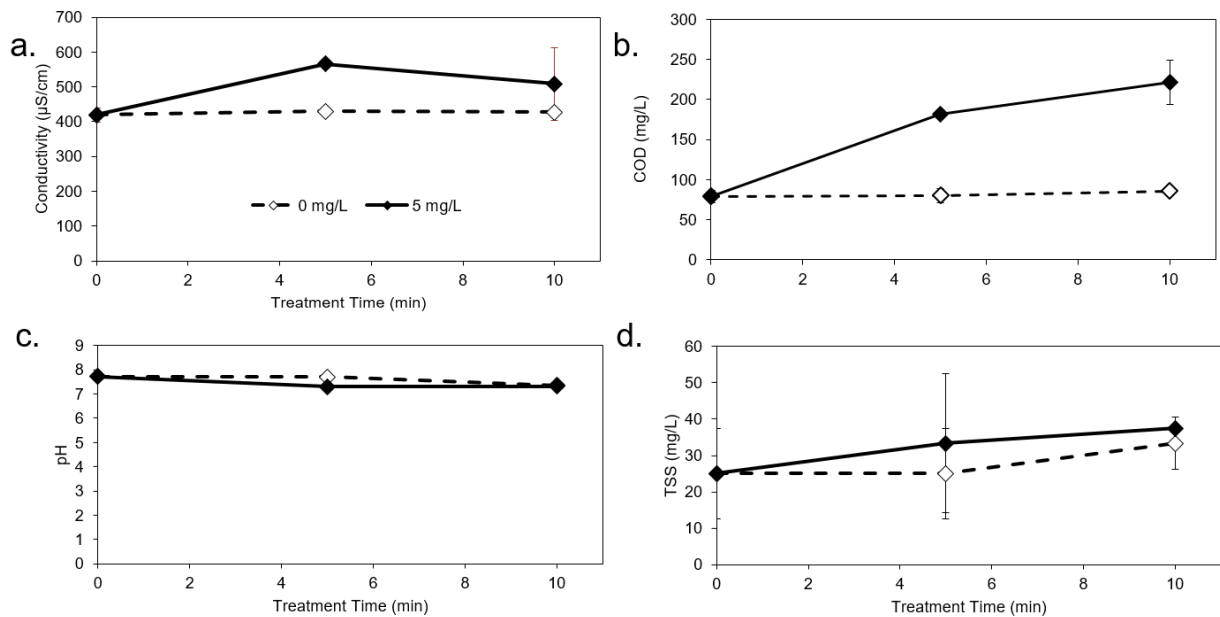 a.
Conductivity (µS/cm)
700
600
500
400
300
200
100
0
0 mg/L 5 mg/L
0 2 4 6 8 10
Treatment Time (min)
b.
COD (mg/L)
300
250
200
150
100
50
0
0 2 4 6 8 10
c.
pH
9
8
7
6
5
4
3
2
1
0
0 2 4 6 8 10
Treatment Time (min)
d.
TSS (mg/L)
60
50
40
30
20
10
0
0 2 4 6 8 10
Treatment Time (min)